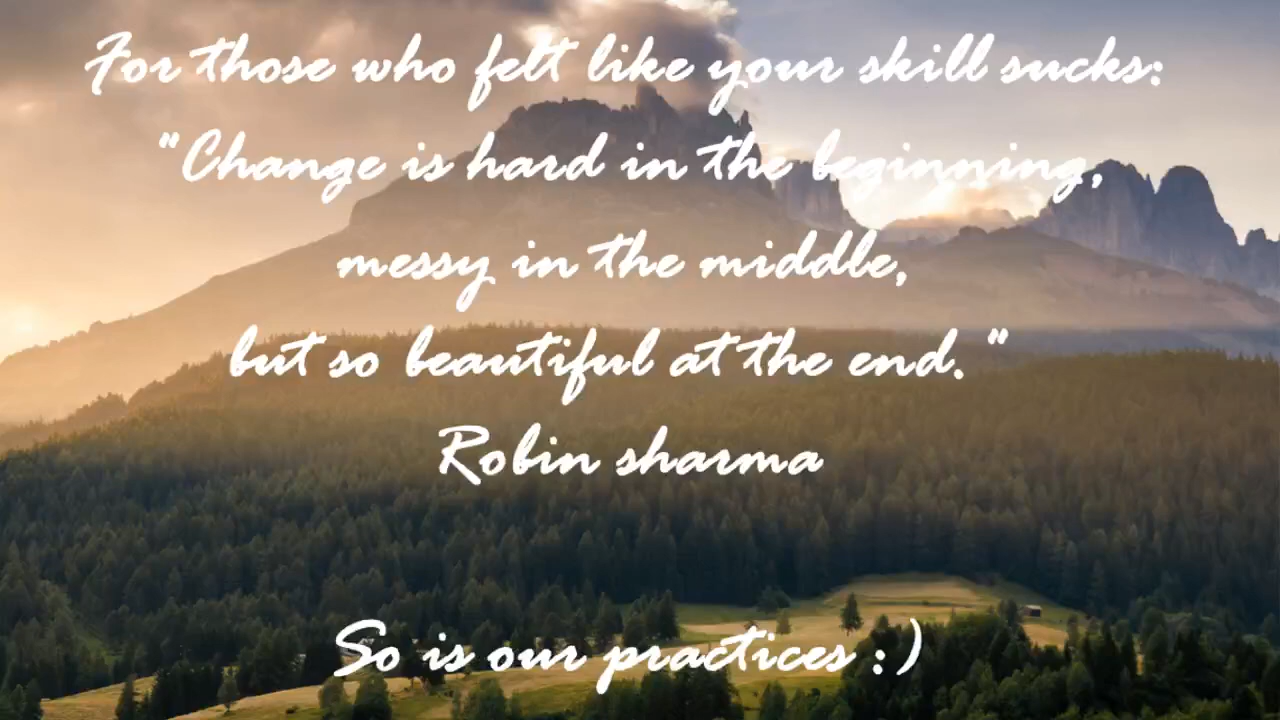 For those who felt like your skill sucks:
"Change is hard in the beginning,
messy in the middle,
but so beautiful at the end."
Robin sharma
So is our practices :)